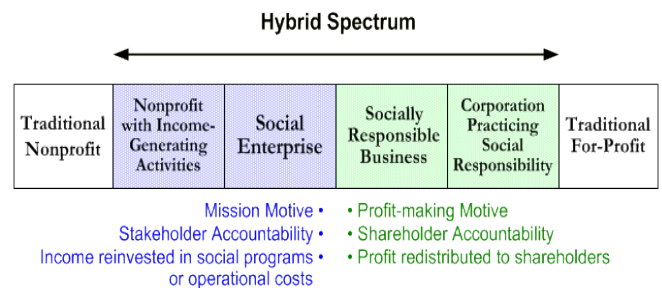 Hybrid Spectrum
Traditional
Nonprofit
Nonprofit
with Income-
Generating
Activities
Social
Enterprise
Socially
Responsible
Business
Corporation
Practicing
Social
Responsibility
Traditional
For-Profit
Mission Motive •
Stakeholder Accountability •
Income reinvested in social programs •
or operational costs
• Profit-making Motive
• Shareholder Accountability
• Profit redistributed to shareholders